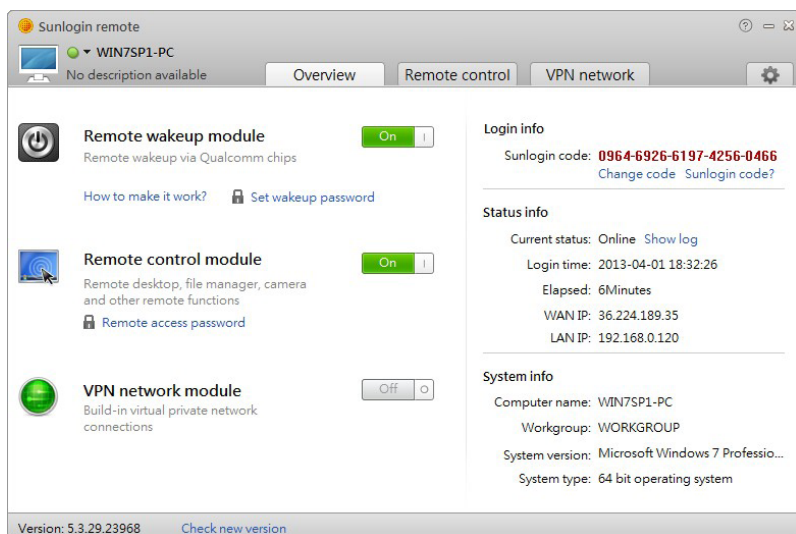 Sunlogin remote
WIN7SP1-PC
No description available
Overview
Remote control
VPN network
Remote wakeup module
On
Remote wakeup via Qualcomm chips
How to make it work?
Set wakeup password
Remote control module
On
Remote desktop, file manager, camera
and other remote functions
Remote access password
VPN network module
Off
Build-in virtual private network
connections
Login info
Sunlogin code: 0964-6926-6197-4256-0466
Change code Sunlogin code?
Status info
Current status: Online Show log
Login time: 2013-04-01 18:32:26
Elapsed: 6Minutes
WAN IP: 36.224.189.35
LAN IP: 192.168.0.120
System info
Computer name: WIN7SP1-PC
Workgroup: WORKGROUP
System version: Microsoft Windows 7 Professio...
System type: 64 bit operating system
Version: 5.3.29.23968 Check new version